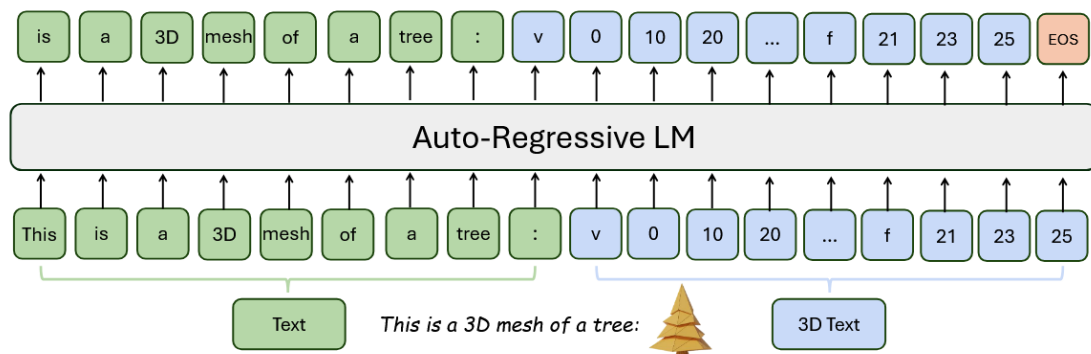 is a 3D mesh of a tree : v 0 10 20 ... f 21 23 25 EOS
Auto-Regressive LM
This is a 3D mesh of a tree : v 0 10 20 ... f 21 23 25
Text This is a 3D mesh of a tree: 3D Text